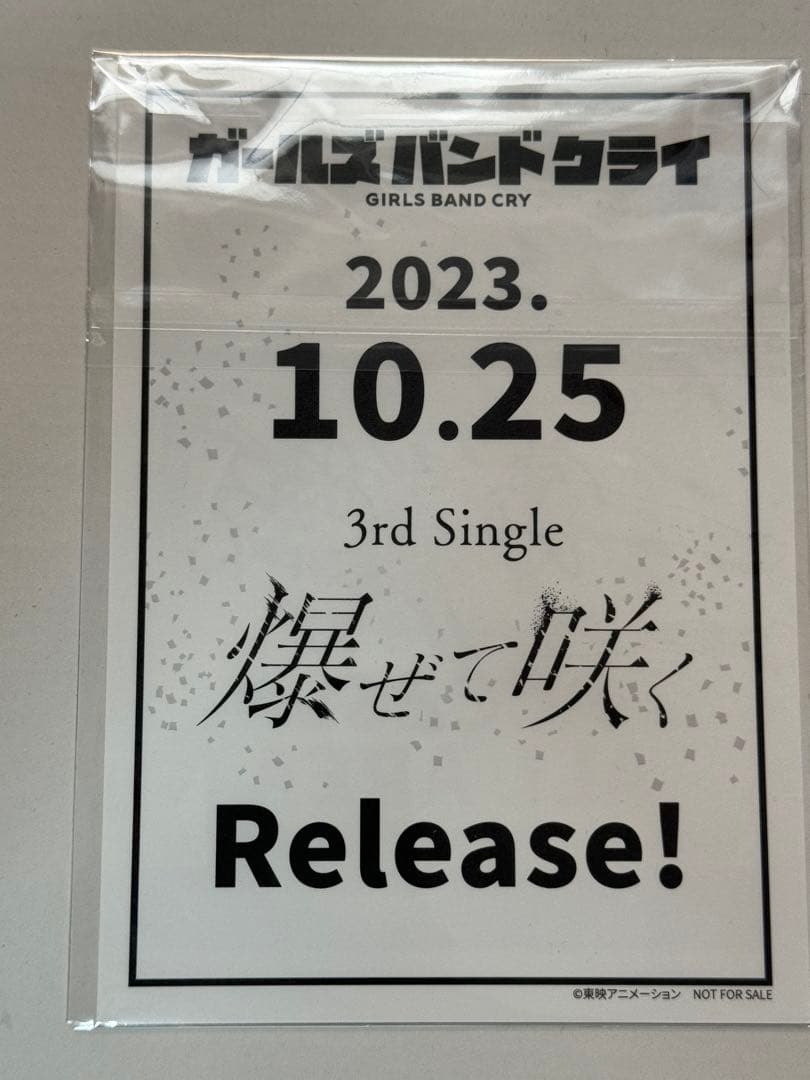 ガールズバンドクライ
GIRLS BAND CRY
2023.
10.25
3rd Single
爆ぜて咲く
Release!
©東映アニメーション NOT FOR SALE